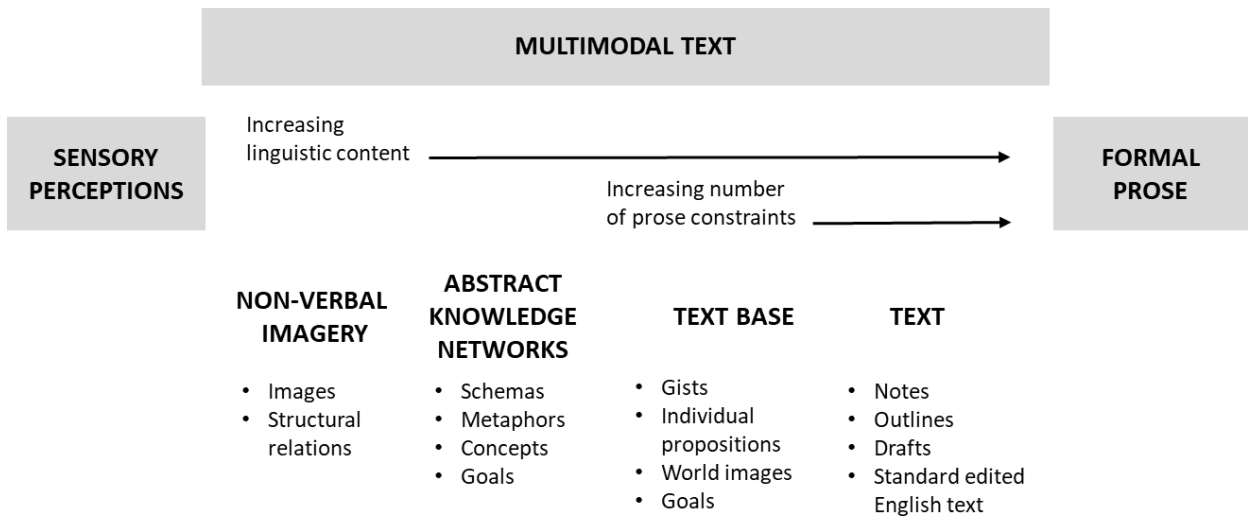 MULTIMODAL TEXT
SENSORY
PERCEPTIONS
Increasing
linguistic content
Increasing number
of prose constraints
FORMAL
PROSE
NON-VERBAL
IMAGERY
• Images
• Structural
relations
ABSTRACT
KNOWLEDGE
NETWORKS
• Schemas
• Metaphors
• Concepts
• Goals
TEXT BASE
• Gists
• Individual
propositions
• World images
• Goals
TEXT
• Notes
• Outlines
• Drafts
• Standard edited
English text